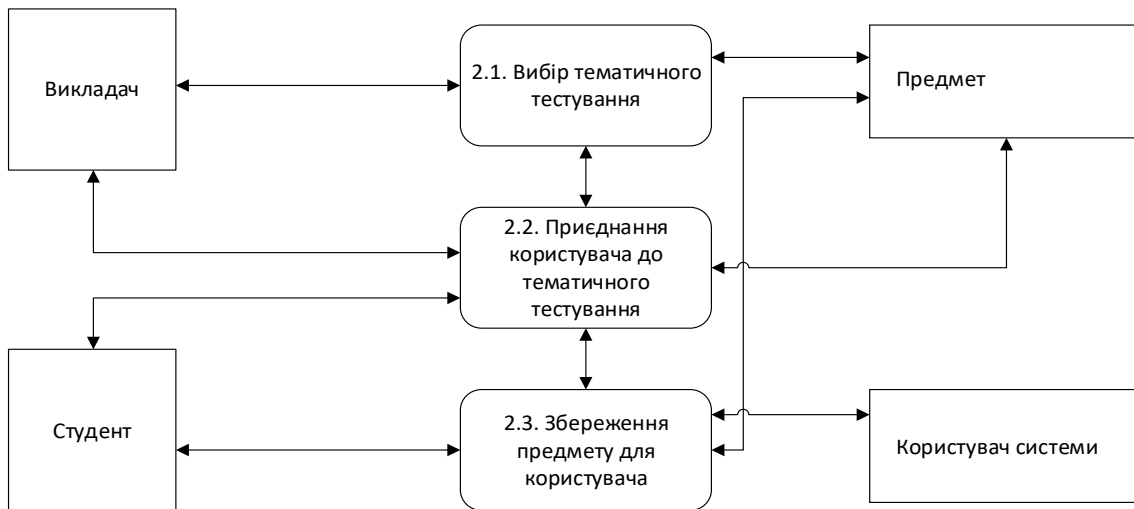 Викладач
2.1. Вибір тематичного
тестування
Предмет
2.2. Приєднання
користувача до
тематичного
тестування
Студент
2.3. Збереження
предмету для
користувача
Користувач системи